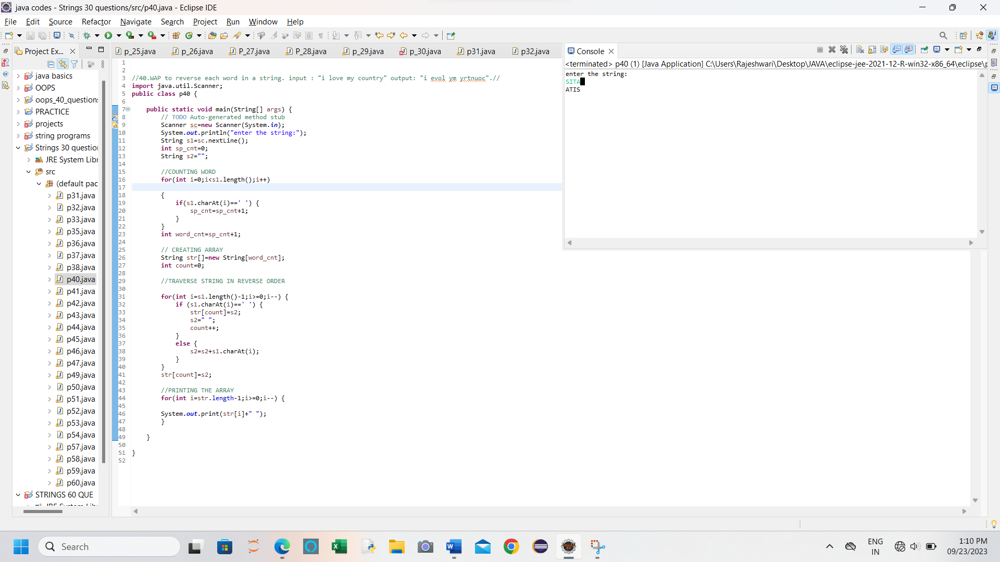 java codes - Strings 30 questions/src/p40.java - Eclipse IDE
File Edit Source Refactor Navigate Search Project Run Window Help
Project Ex...
p_25.java p_26.java P_27.java P_28.java p_29.java p_30.java p31.java p32.java
java basics
OOPS
oops_40_questions
PRACTICE
projects
string programs
Strings 30 question
JRE System Libr
src
(default pac
p31.java
p32.java
p33.java
p35.java
p36.java
p37.java
p38.java
p40.java
p41.java
p42.java
p43.java
p44.java
p45.java
p46.java
p47.java
p49.java
p50.java
p51.java
p52.java
p53.java
p54.java
p57.java
p58.java
p59.java
p60.java
STRINGS 60 QUE
JRE System Libr
1
2
3 //40.WAP to reverse each word in a string. input : "i love my country" output: "i evol ym yrtnuoc".//
4 import java.util.Scanner;
5 public class p40 {
6
7 public static void main(String[] args) {
8 // TODO Auto-generated method stub
9 Scanner sc=new Scanner(System.in);
10 System.out.println("enter the string:");
11 String s1=sc.nextLine();
12 int sp_cnt=0;
13 String s2="";
14
15 //COUNTING WORD
16 for(int i=0;i<s1.length();i++)
17
18 {
19 if(s1.charAt(i)==' ') {
20 sp_cnt=sp_cnt+1;
21 }
22 }
23 int word_cnt=sp_cnt+1;
24
25 // CREATING ARRAY
26 String str[]=new String[word_cnt];
27 int count=0;
28
29 //TRAVERSE STRING IN REVERSE ORDER
30
31 for(int i=s1.length()-1;i>=0;i--) {
32 if (s1.charAt(i)==' ') {
33 str[count]=s2;
34 s2=" ";
35 count++;
36 }
37 else {
38 s2=s2+s1.charAt(i);
39 }
40 }
41 str[count]=s2;
42
43 //PRINTING THE ARRAY
44 for(int i=str.length-1;i>=0;i--) {
45
46 System.out.print(str[i]+" ");
47 }
48
49 }
50
51 }
52
Console
<terminated> p40 (1) [Java Application] C:\Users\Rajeshwari\Desktop\JAVA\eclipse-jee-2021-12-R-win32-x86_64\eclipse\p
enter the string:
SITA
ATIS
Search
ENG
IN
1:10 PM
09/23/2023